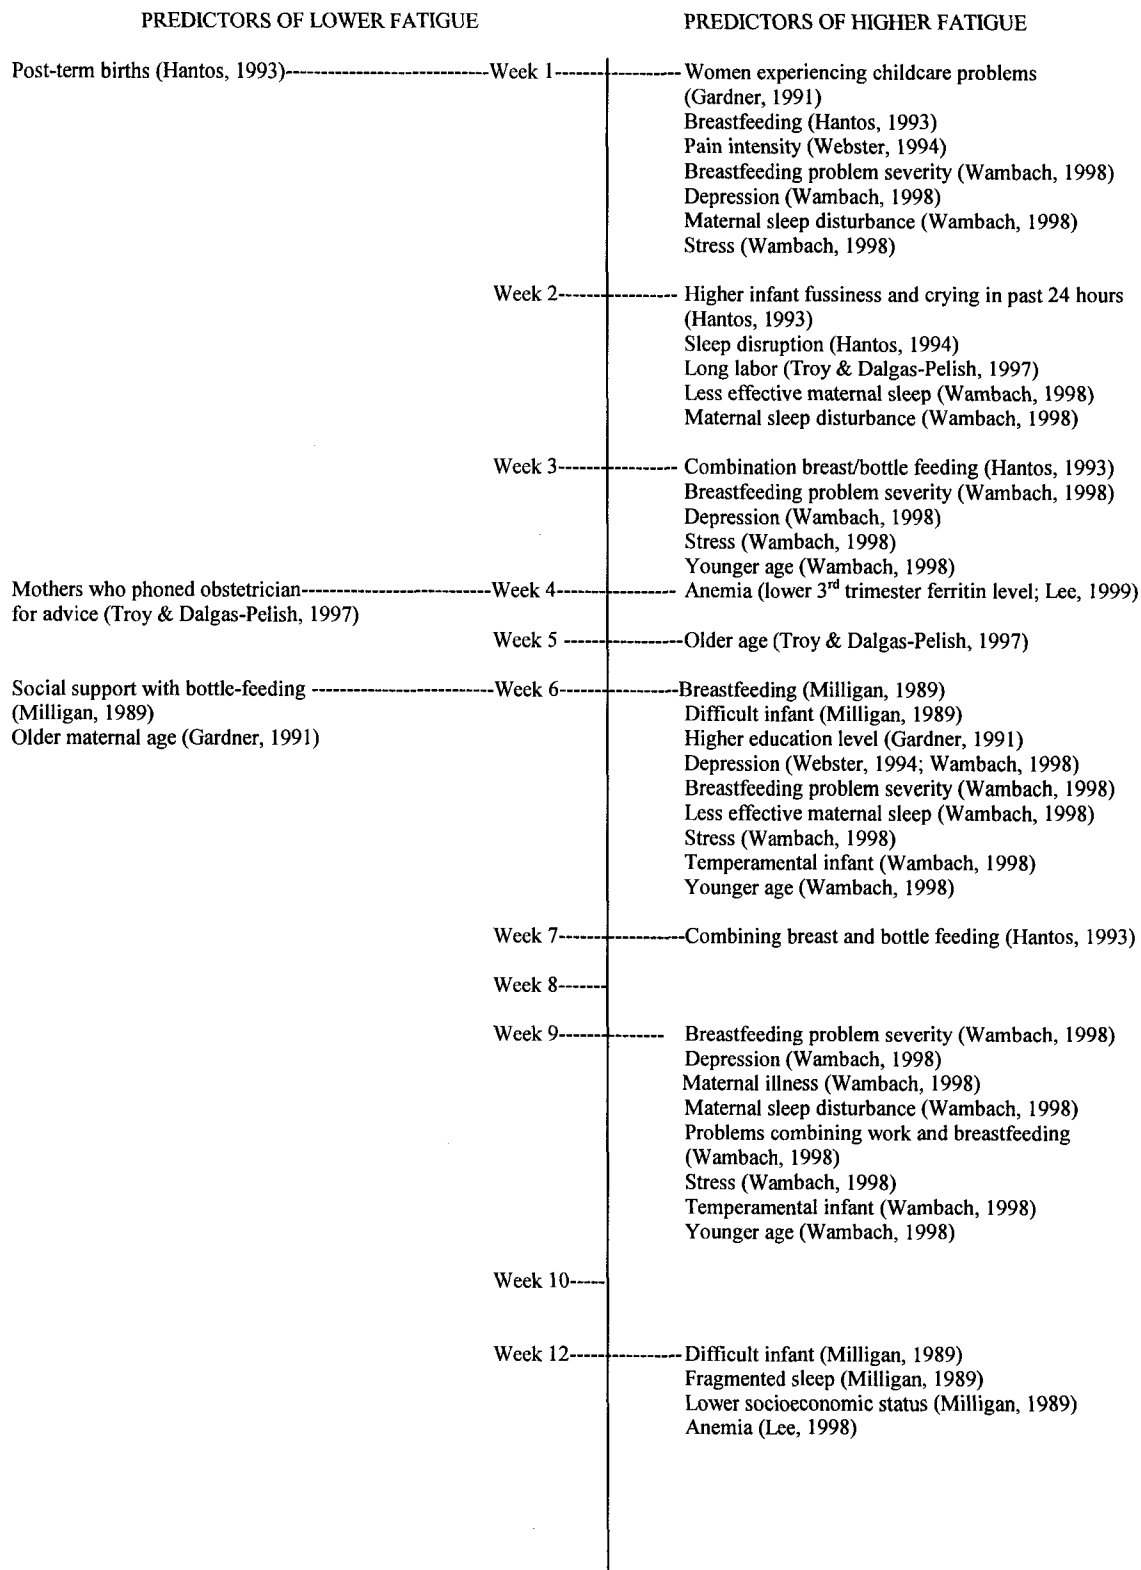 PREDICTORS OF LOWER FATIGUE
PREDICTORS OF HIGHER FATIGUE
Post-term births (Hantos, 1993)----------------------------Week 1------------------ Women experiencing childcare problems
(Gardner, 1991)
Breastfeeding (Hantos, 1993)
Pain intensity (Webster, 1994)
Breastfeeding problem severity (Wambach, 1998)
Depression (Wambach, 1998)
Maternal sleep disturbance (Wambach, 1998)
Stress (Wambach, 1998)
Week 2----------------- Higher infant fussiness and crying in past 24 hours
(Hantos, 1993)
Sleep disruption (Hantos, 1994)
Long labor (Troy & Dalgas-Pelish, 1997)
Less effective maternal sleep (Wambach, 1998)
Maternal sleep disturbance (Wambach, 1998)
Week 3----------------- Combination breast/bottle feeding (Hantos, 1993)
Breastfeeding problem severity (Wambach, 1998)
Depression (Wambach, 1998)
Stress (Wambach, 1998)
Younger age (Wambach, 1998)
Mothers who phoned obstetrician--------------------------Week 4----------------- Anemia (lower 3rd trimester ferritin level; Lee, 1999)
for advice (Troy & Dalgas-Pelish, 1997)
Week 5 -----------------Older age (Troy & Dalgas-Pelish, 1997)
Social support with bottle-feeding -------------------------Week 6-----------------Breastfeeding (Milligan, 1989)
(Milligan, 1989)
Difficult infant (Milligan, 1989)
Older maternal age (Gardner, 1991)
Higher education level (Gardner, 1991)
Depression (Webster, 1994; Wambach, 1998)
Breastfeeding problem severity (Wambach, 1998)
Less effective maternal sleep (Wambach, 1998)
Stress (Wambach, 1998)
Temperamental infant (Wambach, 1998)
Younger age (Wambach, 1998)
Week 7------------------Combining breast and bottle feeding (Hantos, 1993)
Week 8-------
Week 9--------------- Breastfeeding problem severity (Wambach, 1998)
Depression (Wambach, 1998)
Maternal illness (Wambach, 1998)
Maternal sleep disturbance (Wambach, 1998)
Problems combining work and breastfeeding
(Wambach, 1998)
Stress (Wambach, 1998)
Temperamental infant (Wambach, 1998)
Younger age (Wambach, 1998)
Week 10-----
Week 12----------------Difficult infant (Milligan, 1989)
Fragmented sleep (Milligan, 1989)
Lower socioeconomic status (Milligan, 1989)
Anemia (Lee, 1998)